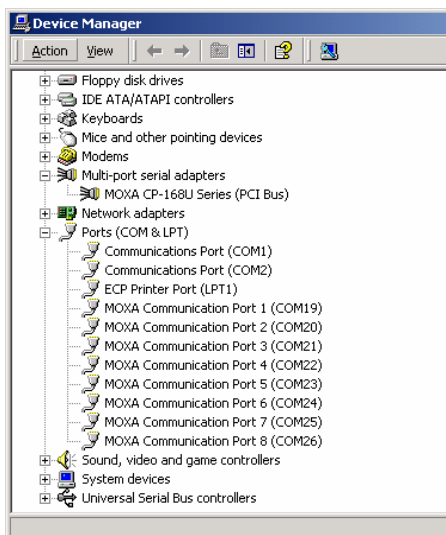 Device Manager
Action View
Floppy disk drives
IDE ATA/ATAPI controllers
Keyboards
Mice and other pointing devices
Modems
Multi-port serial adapters
MOXA CP-168U Series (PCI Bus)
Network adapters
Ports (COM & LPT)
Communications Port (COM1)
Communications Port (COM2)
ECP Printer Port (LPT1)
MOXA Communication Port 1 (COM19)
MOXA Communication Port 2 (COM20)
MOXA Communication Port 3 (COM21)
MOXA Communication Port 4 (COM22)
MOXA Communication Port 5 (COM23)
MOXA Communication Port 6 (COM24)
MOXA Communication Port 7 (COM25)
MOXA Communication Port 8 (COM26)
Sound, video and game controllers
System devices
Universal Serial Bus controllers